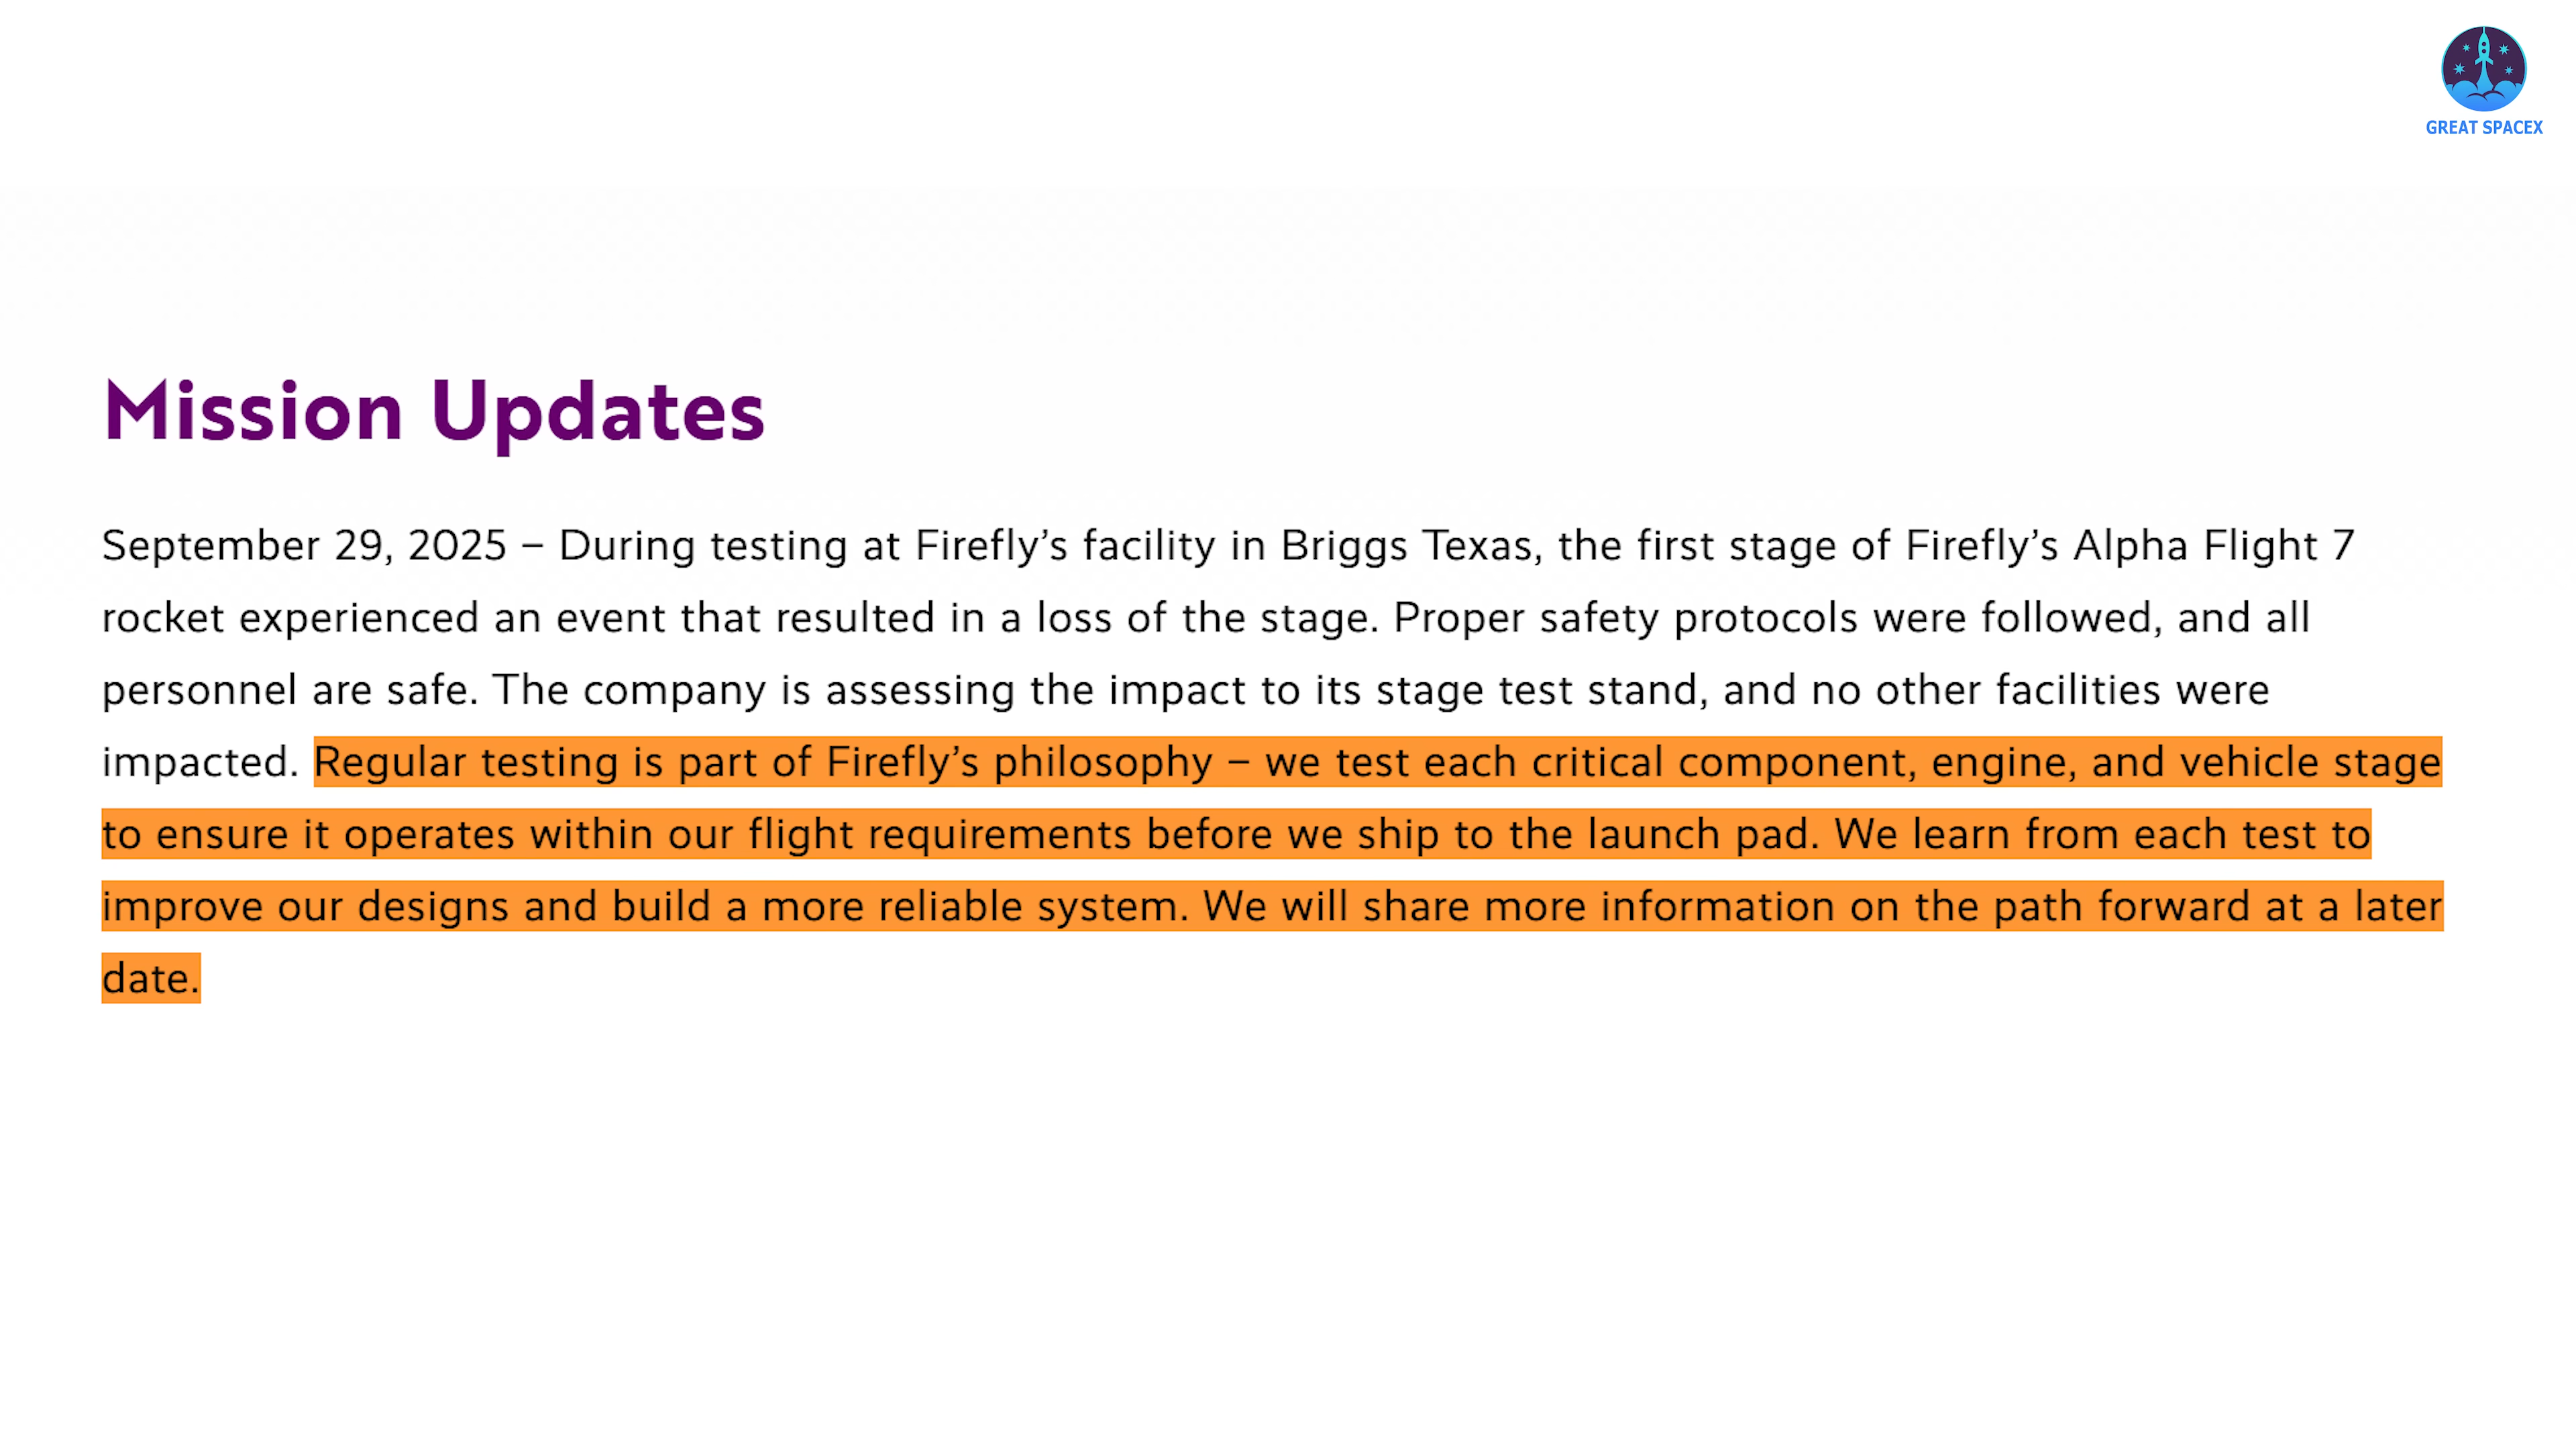 GREAT SPACEX
Mission Updates
September 29, 2025 – During testing at Firefly’s facility in Briggs Texas, the first stage of Firefly’s Alpha Flight 7
rocket experienced an event that resulted in a loss of the stage. Proper safety protocols were followed, and all
personnel are safe. The company is assessing the impact to its stage test stand, and no other facilities were
impacted. Regular testing is part of Firefly’s philosophy – we test each critical component, engine, and vehicle stage
to ensure it operates within our flight requirements before we ship to the launch pad. We learn from each test to
improve our designs and build a more reliable system. We will share more information on the path forward at a later
date.